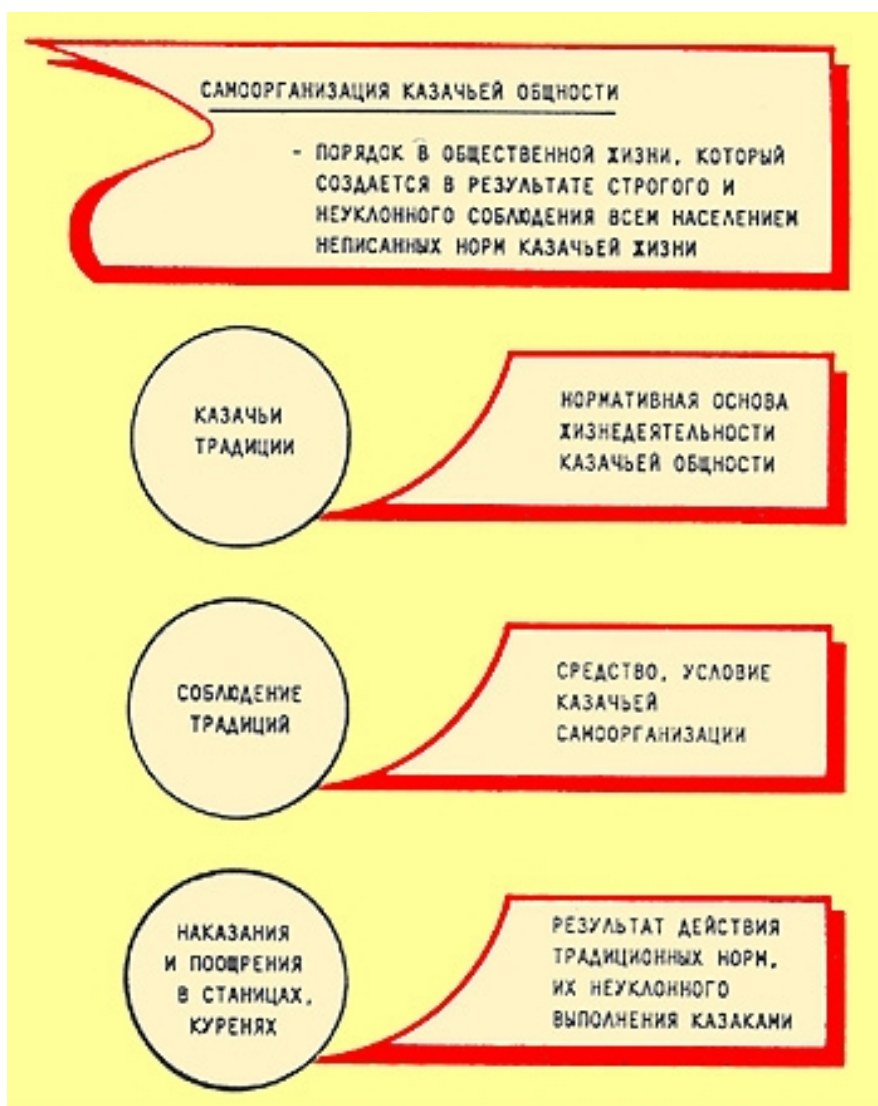 САМООРГАНИЗАЦИЯ КАЗАЧЬЕЙ ОБЩНОСТИ
- ПОРЯДОК В ОБЩЕСТВЕННОЙ ЖИЗНИ, КОТОРЫЙ
СОЗДАЕТСЯ В РЕЗУЛЬТАТЕ СТРОГОГО И
НЕУКЛОННОГО СОБЛЮДЕНИЯ ВСЕМ НАСЕЛЕНИЕМ
НЕПИСАННЫХ НОРМ КАЗАЧЬЕЙ ЖИЗНИ
КАЗАЧЬИ
ТРАДИЦИИ
НОРМАТИВНАЯ ОСНОВА
ЖИЗНЕДЕЯТЕЛЬНОСТИ
КАЗАЧЬЕЙ ОБЩНОСТИ
СОБЛЮДЕНИЕ
ТРАДИЦИЙ
СРЕДСТВО, УСЛОВИЕ
КАЗАЧЬЕЙ
САМООРГАНИЗАЦИИ
НАКАЗАНИЯ
И ПООЩРЕНИЯ
В СТАНИЦАХ,
КУРЕНЯХ
РЕЗУЛЬТАТ ДЕЙСТВИЯ
ТРАДИЦИОННЫХ НОРМ,
ИХ НЕУКЛОННОГО
ВЫПОЛНЕНИЯ КАЗАКАМИ